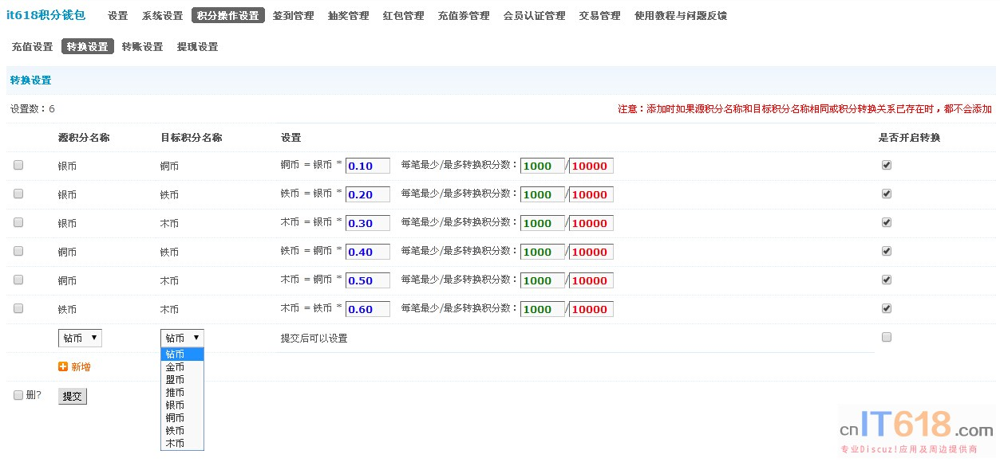 it618积分钱包 设置 系统设置 积分操作设置 签到管理 抽奖管理 红包管理 充值券管理 会员认证管理 交易管理 使用教程与问题反馈
充值设置 转换设置 转账设置 提现设置
转换设置
设置数：6 注意：添加时如果源积分名称和目标积分名称相同或积分转换关系已存在时，都不会添加
源积分名称 目标积分名称 设置 是否开启转换
银币 铜币 铜币 = 银币 * 0.10 每笔最少/最多转换积分数：1000/10000
银币 铁币 铁币 = 银币 * 0.20 每笔最少/最多转换积分数：1000/10000
银币 木币 木币 = 银币 * 0.30 每笔最少/最多转换积分数：1000/10000
铜币 铁币 铁币 = 铜币 * 0.40 每笔最少/最多转换积分数：1000/10000
铜币 木币 木币 = 铜币 * 0.50 每笔最少/最多转换积分数：1000/10000
铁币 木币 木币 = 铁币 * 0.60 每笔最少/最多转换积分数：1000/10000
钻币 钻币 提交后可以设置
钻币
新增 金币
盟币
推币
删? 提交 银币
铜币
铁币
木币
cnIT618.com
专业Discuz!应用及周边提供商